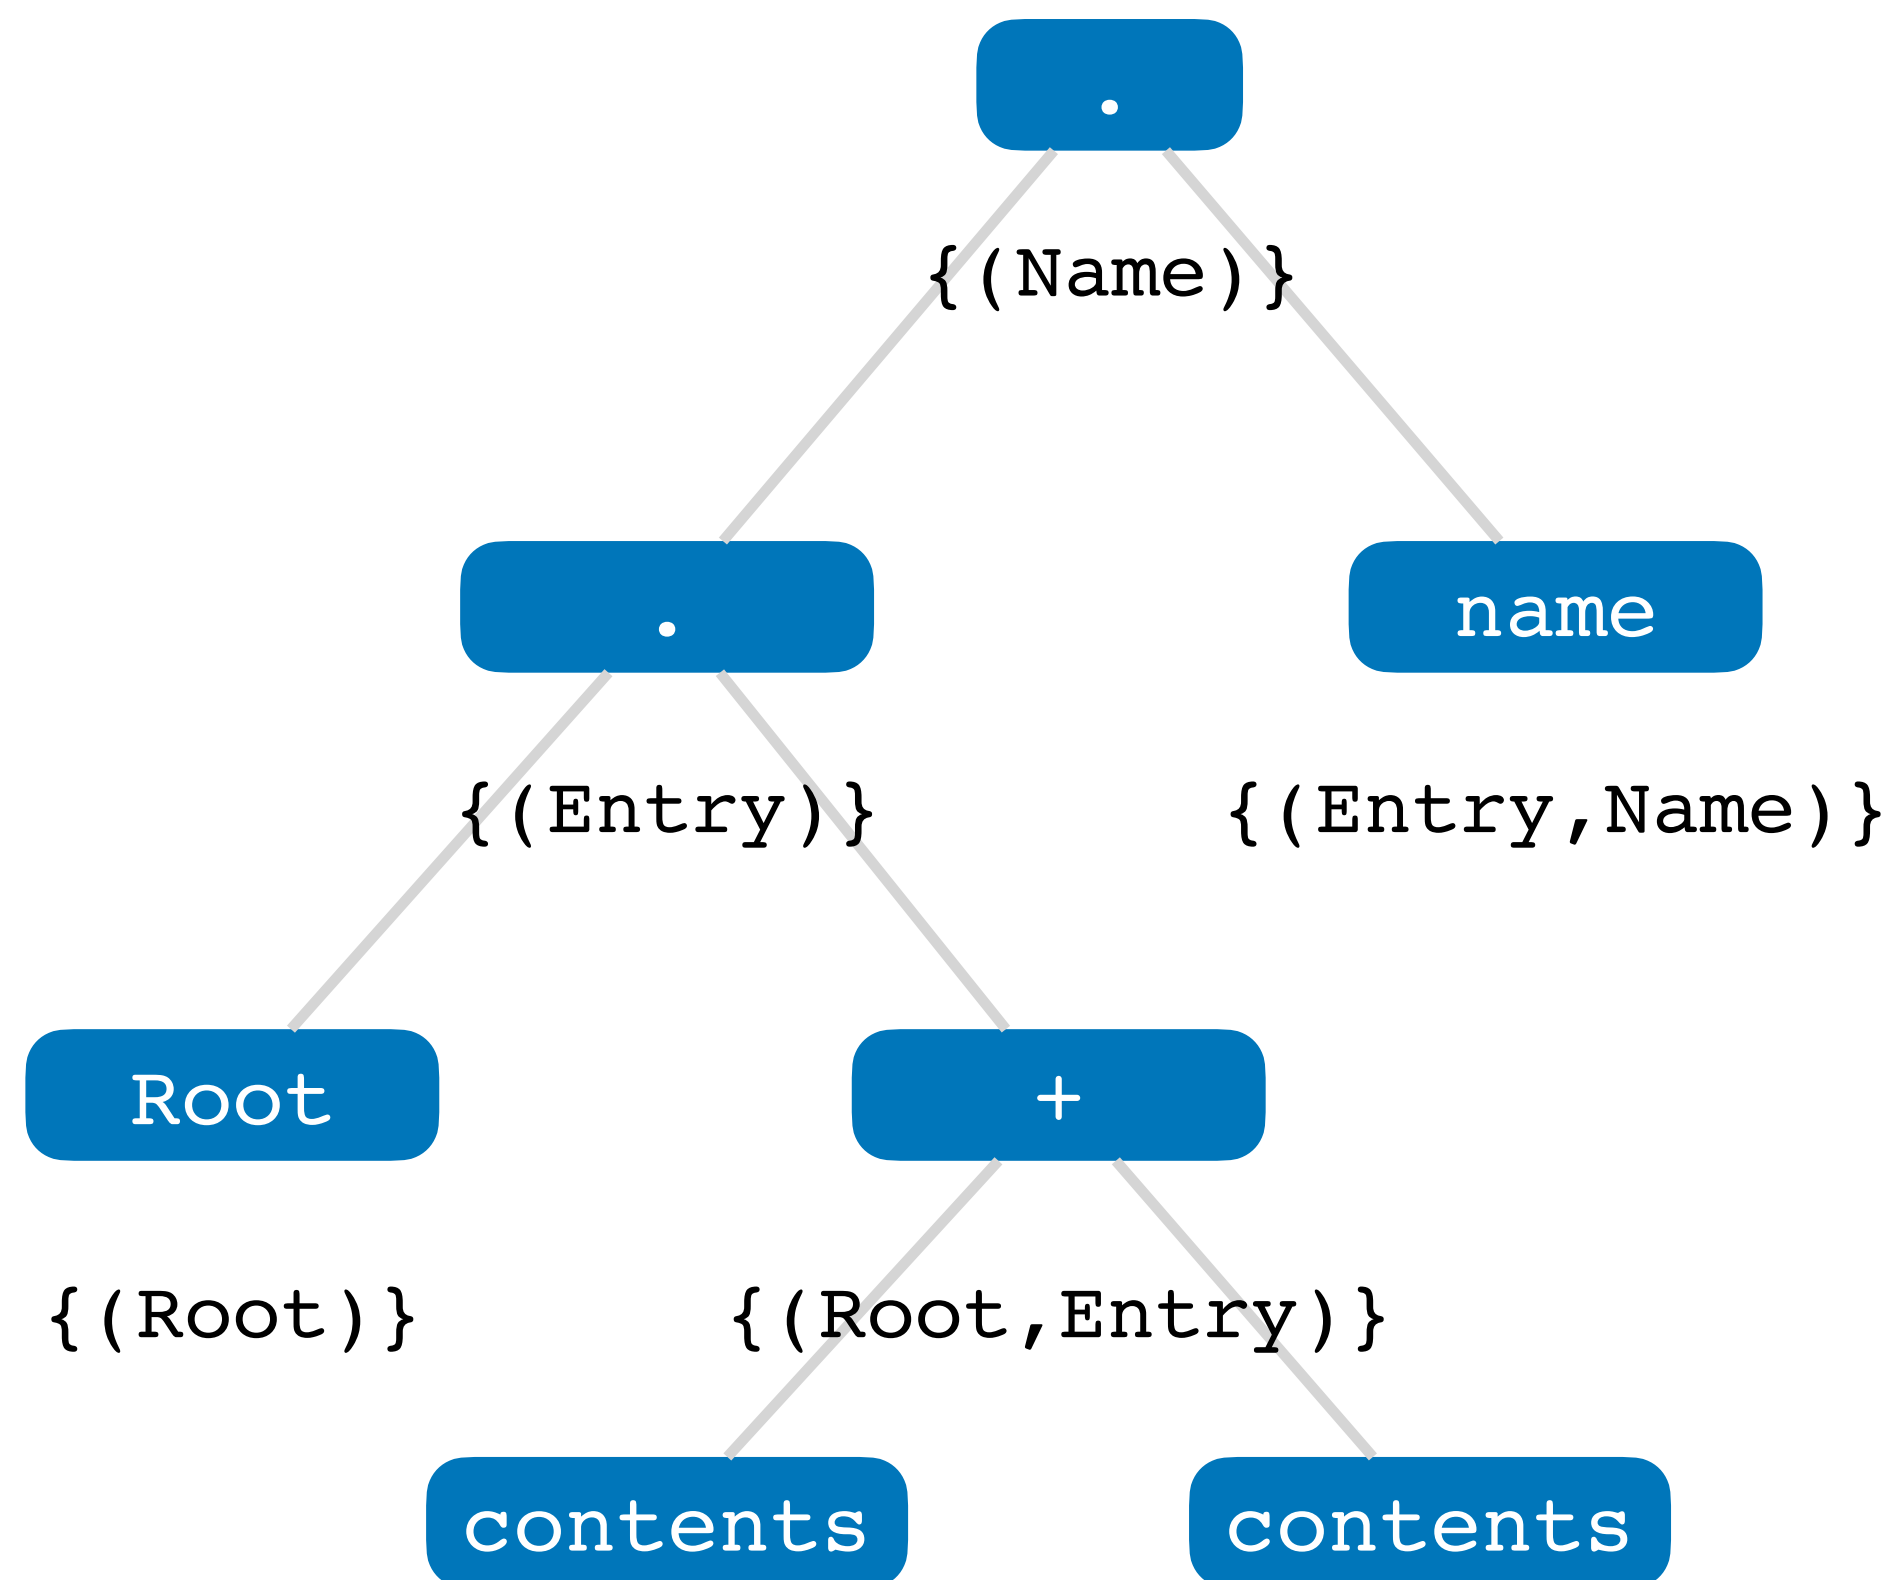 .
{(Name)}
. name
{(Entry)} {(Entry,Name)}
Root +
{(Root)} {(Root,Entry)}
contents contents